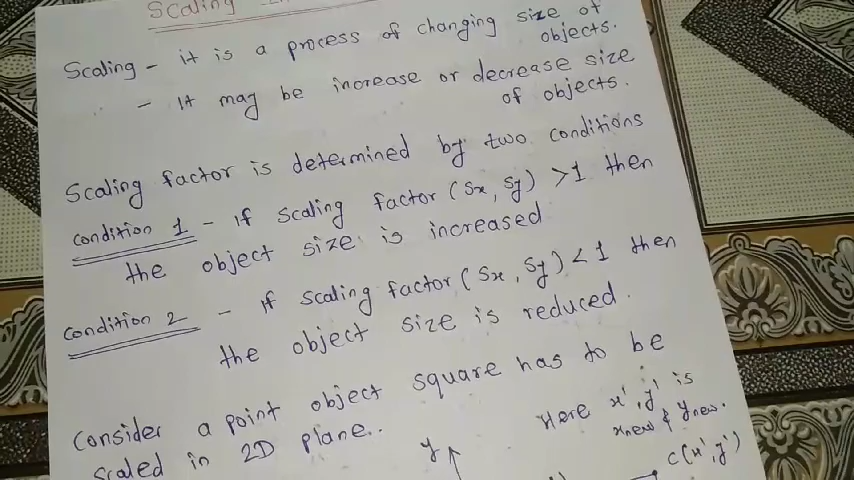 Scaling
Scaling - it is a process of changing size of
objects.
- It may be increase or decrease size
of objects.
Scaling factor is determined by two conditions
condition 1 - if scaling factor (Sx, Sy) >1 then
the object size is increased
condition 2 - if scaling factor (Sx, Sy) < 1 then
the object size is reduced.
Consider a point object square has to be
scaled in 2D plane..
Here x', y' is
xnew & ynew.
y
C(x', y')